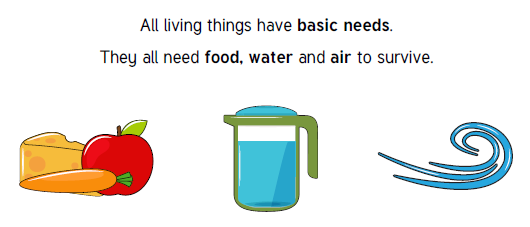 All living things have basic needs.
They all need food, water and air to survive.